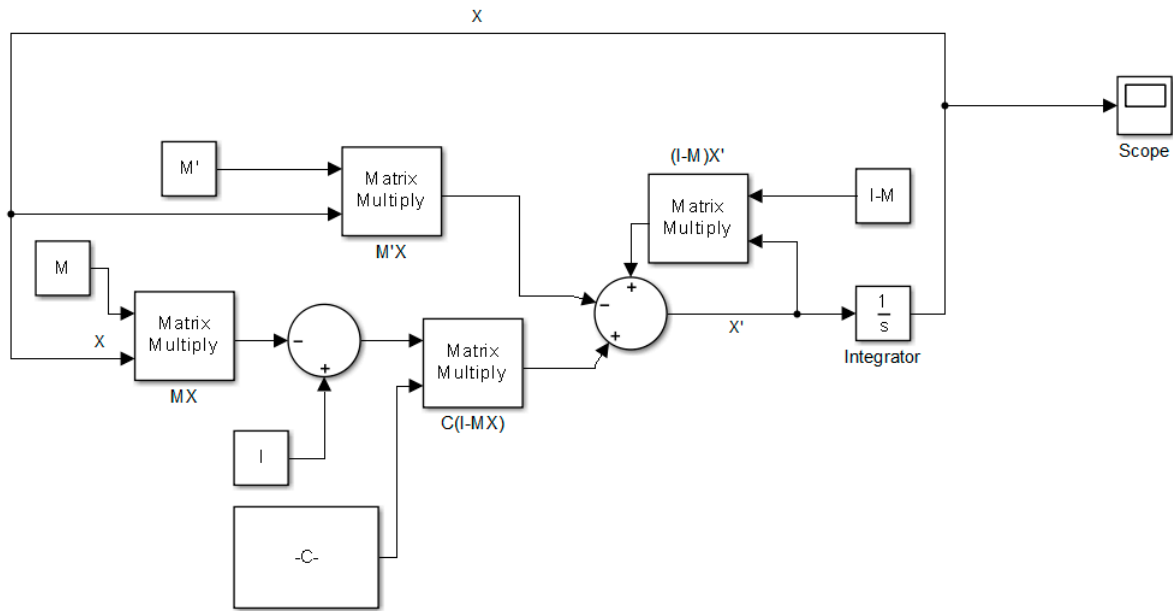 X
Scope
M'
Matrix
Multiply
M'X
(I-M)X'
Matrix
Multiply
I-M
M
X
Matrix
Multiply
MX
−
+
I
Matrix
Multiply
C(I-MX)
-C-
+
−
+
X'
1
s
Integrator